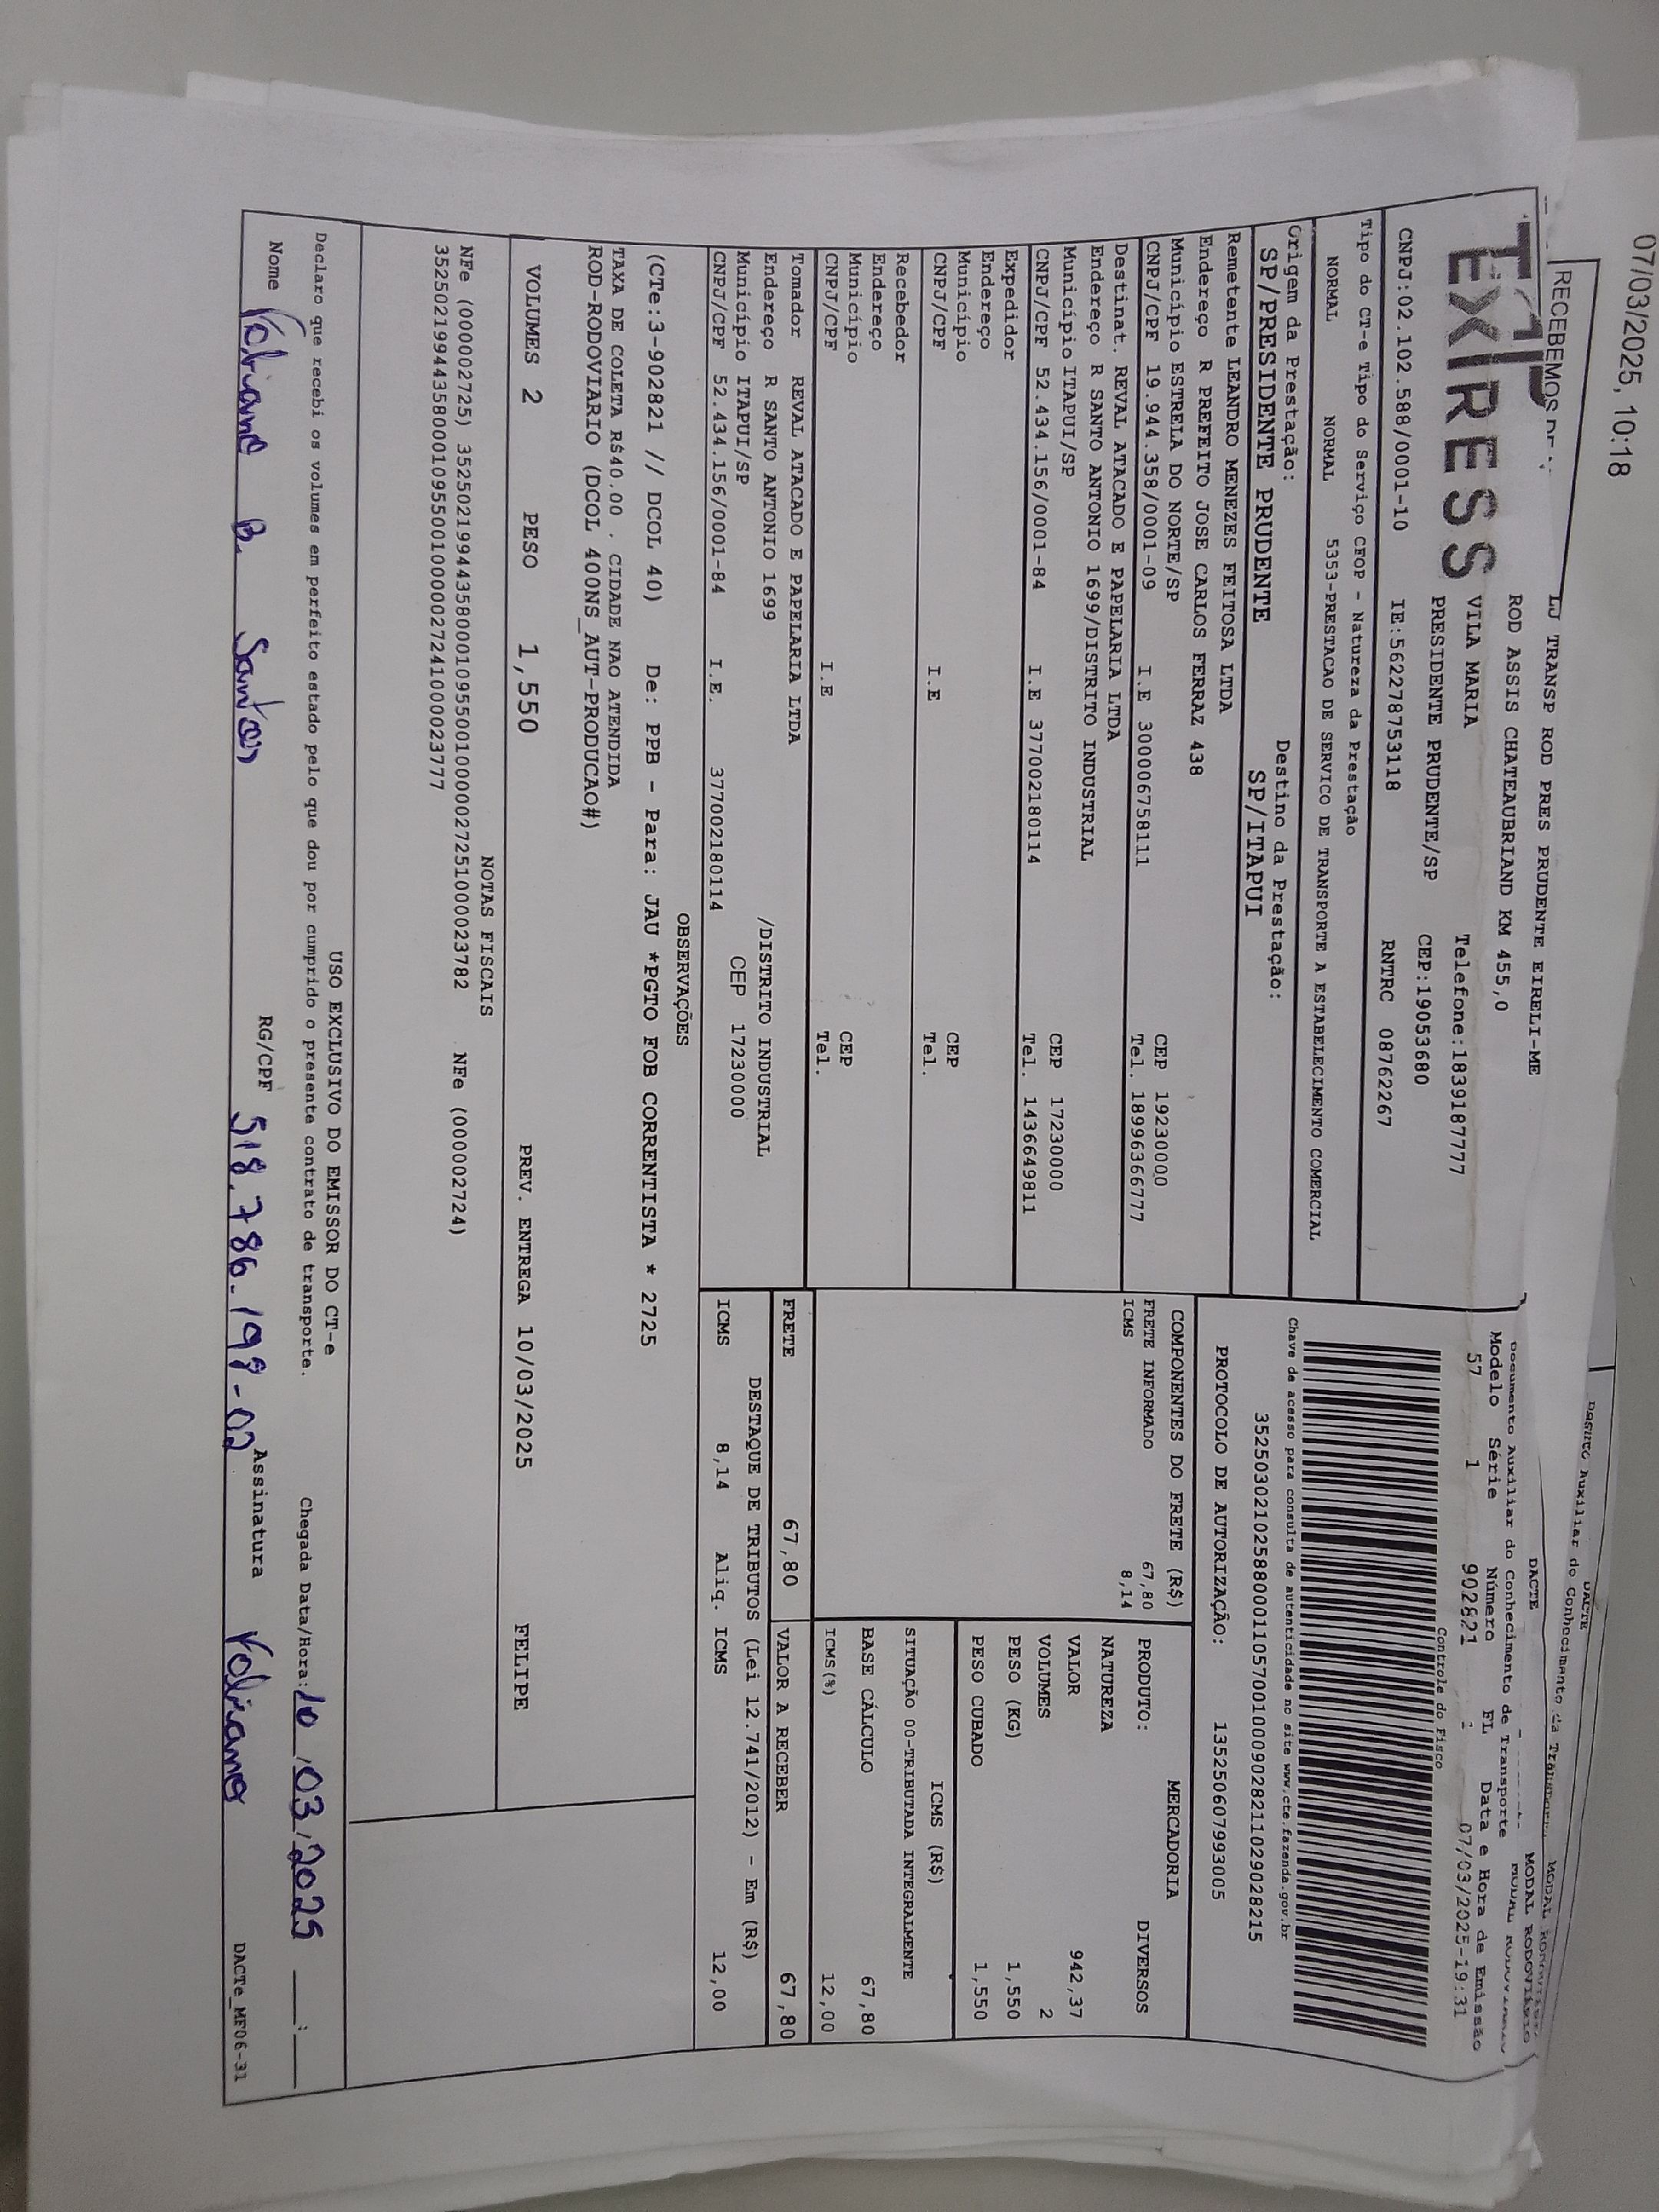 07/03/2025, 10:18
RECEBEMOS DE
EXPRESS
LJ TRANSP ROD PRES PRUDENTE EIRELI-ME
ROD ASSIS CHATEAUBRIAND KM 455,0
VILA MARIA Telefone:1839187777
PRESIDENTE PRUDENTE/SP CEP:19053680
CNPJ:02.102.588/0001-10 IE:562278753118 RNTRC 08762267
DACTE
Auxiliar do Conhecimento da
DACTE MODAL RODOVIÁRIO
Documento Auxiliar do Conhecimento de Transporte
Modelo Série Número FL Data e Hora de Emissão
57 1 902821 07/03/2025-19:31
Controle do Fisco
Chave de acesso para consulta de autenticidade no site www.cte.fazenda.gov.br
35250302102588000110570010009028211029028215
PROTOCOLO DE AUTORIZAÇÃO: 135250607993005
Tipo do CT-e Tipo do Serviço CFOP - Natureza da Prestação
NORMAL NORMAL 5353-PRESTACAO DE SERVICO DE TRANSPORTE A ESTABELECIMENTO COMERCIAL
Origem da Prestação: Destino da Prestação:
SP/PRESIDENTE PRUDENTE SP/ITAPUI
Remetente LEANDRO MENEZES FEITOSA LTDA
Endereço R PREFEITO JOSE CARLOS FERRAZ 438
Município ESTRELA DO NORTE/SP CEP 19230000
CNPJ/CPF 19.944.358/0001-09 I.E 300006758111 Tel. 18996366777
Destinat. REVAL ATACADO E PAPELARIA LTDA
Endereço R SANTO ANTONIO 1699/DISTRITO INDUSTRIAL
Município ITAPUI/SP CEP 17230000
CNPJ/CPF 52.434.156/0001-84 I.E 377002180114 Tel. 1436649811
Expedidor
Endereço
Município CEP
CNPJ/CPF I.E Tel.
Recebedor
Endereço
Município CEP
CNPJ/CPF I.E Tel.
Tomador REVAL ATACADO E PAPELARIA LTDA
Endereço R SANTO ANTONIO 1699 /DISTRITO INDUSTRIAL
Município ITAPUI/SP CEP 17230000
CNPJ/CPF 52.434.156/0001-84 I.E. 377002180114
COMPONENTES DO FRETE (R$)
FRETE INFORMADO 67,80
ICMS 8,14
MERCADORIA
PRODUTO: DIVERSOS
NATUREZA
VALOR 942,37
VOLUMES 2
PESO (KG) 1,550
PESO CUBADO 1,550
ICMS (R$)
SITUAÇÃO 00-TRIBUTADA INTEGRALMENTE
BASE CÁLCULO 67,80
ICMS(%) 12,00
FRETE 67,80 VALOR A RECEBER 67,80
DESTAQUE DE TRIBUTOS (Lei 12.741/2012) - Em (R$)
ICMS 8,14 Aliq. ICMS 12,00
OBSERVAÇÕES
(CTe:3-902821 // DCOL 40) De: PPB - Para: JAU *PGTO FOB CORRENTISTA * 2725
TAXA DE COLETA R$40.00 . CIDADE NAO ATENDIDA
ROD-RODOVIARIO (DCOL 400NS_AUT-PRODUCAO#)
VOLUMES 2 PESO 1,550 PREV. ENTREGA 10/03/2025 FELIPE
NOTAS FISCAIS
NFe (000002725) 35250219944358000109550010000027251000023782 NFe (000002724)
35250219944358000109550010000027241000023777
USO EXCLUSIVO DO EMISSOR DO CT-e
Declaro que recebi os volumes em perfeito estado pelo que dou por cumprido o presente contrato de transporte. Chegada Data/Hora: 10/03/2025 __:__
Nome B. Santos RG/CPF 518.786.198-02 Assinatura
DACTe_MF06-31